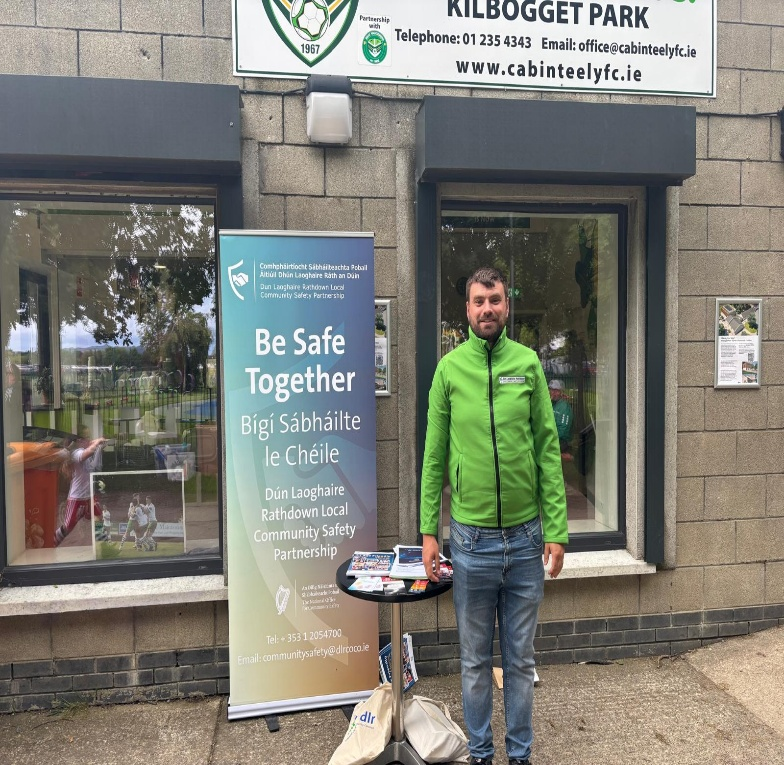 KILBOGGET PARK
1967
Partnership
with
Telephone: 01 235 4343 Email: office@cabinteelyfc.ie
www.cabinteelyfc.ie
Comhpháirtíocht Sábháilteachta Pobail
Áitiúil Dhún Laoghaire Ráth an Dúin
Dún Laoghaire Rathdown Local
Community Safety Partnership
Be Safe
Together
Bígí Sábháilte
le Chéile
Dún Laoghaire
Rathdown Local
Community Safety
Partnership
Tel: + 353 1 2054700
Email: communitysafety@dlrcoco.ie
dlr